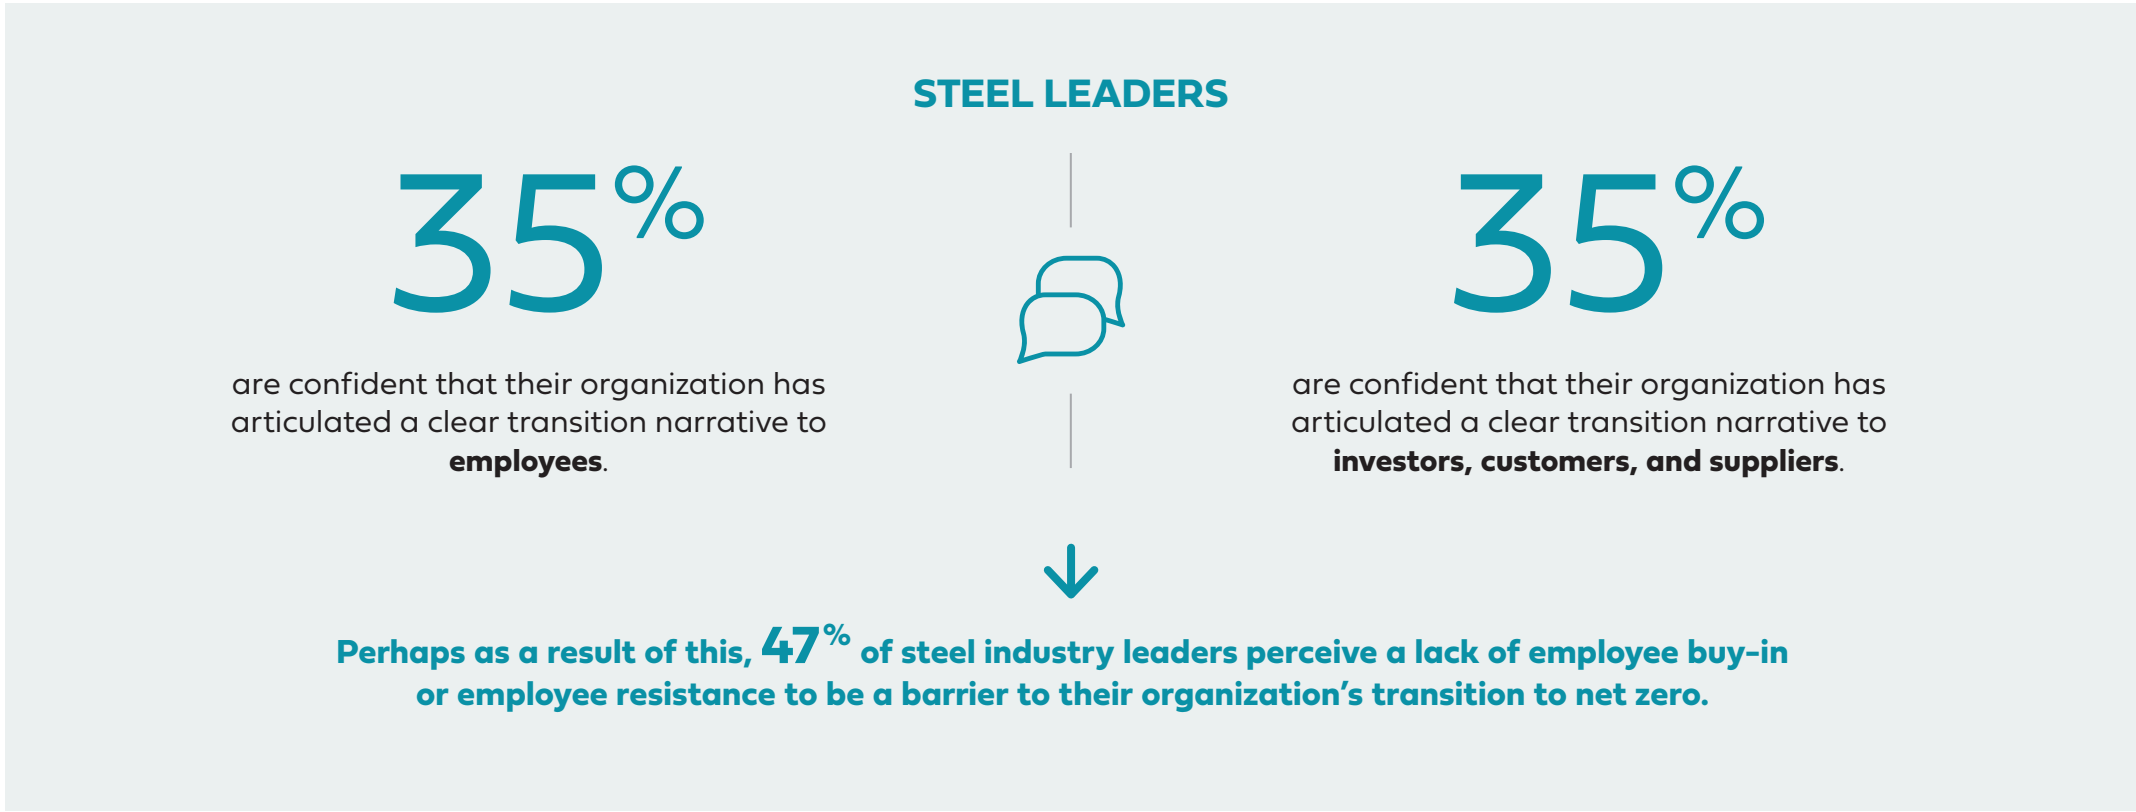 STEEL LEADERS
35%
are confident that their organization has
articulated a clear transition narrative to
employees.
35%
are confident that their organization has
articulated a clear transition narrative to
investors, customers, and suppliers.
Perhaps as a result of this, 47% of steel industry leaders perceive a lack of employee buy-in
or employee resistance to be a barrier to their organization’s transition to net zero.